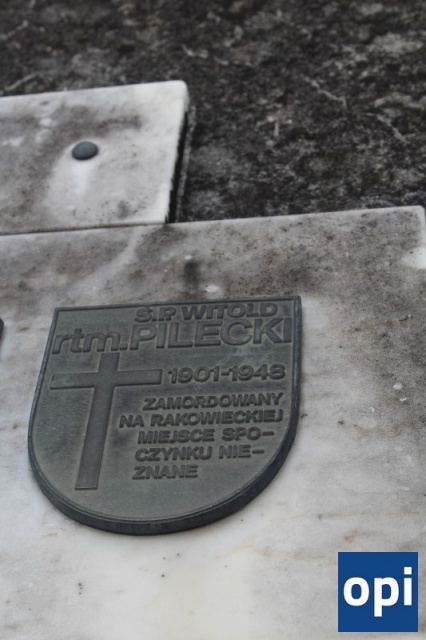 Ś.P. WITOLD
rtm. PILECKI
1901-1948
ZAMORDOWANY
NA RAKOWIECKIEJ
MIEJSCE SPO-
CZYNKU NIE-
ZNANE
opi